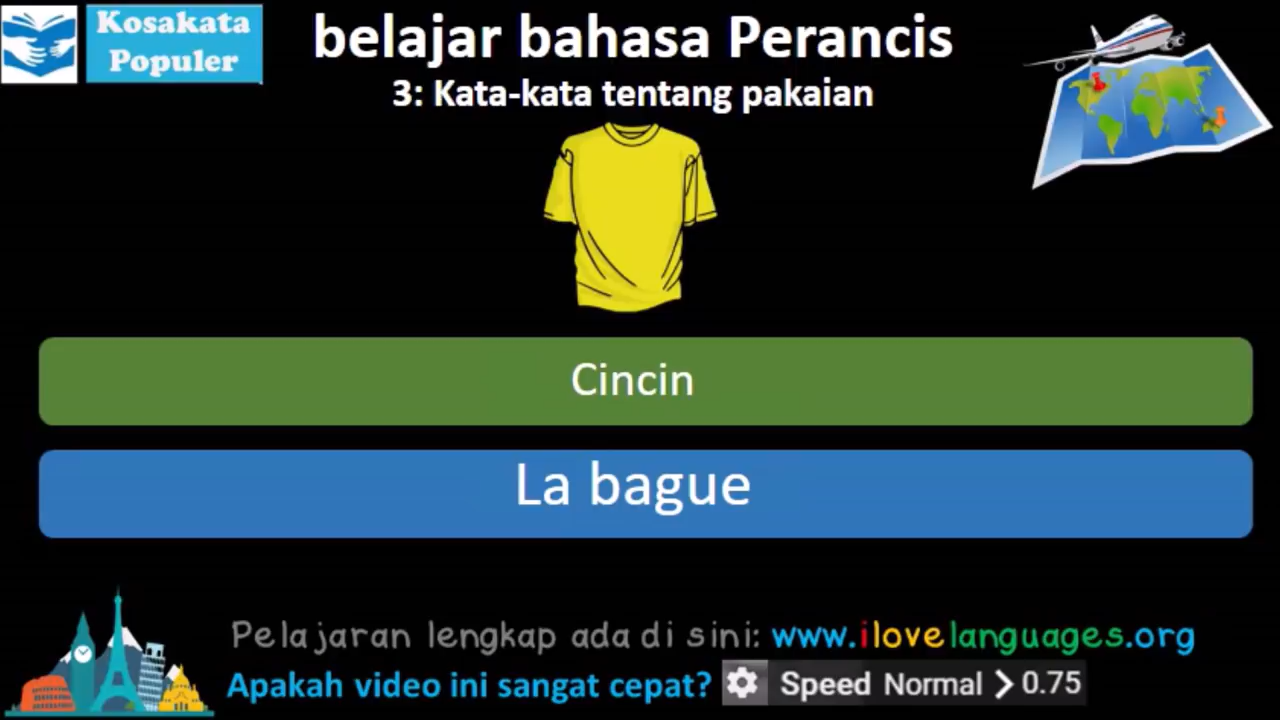 Kosakata
Populer
belajar bahasa Perancis
3: Kata-kata tentang pakaian
Cincin
La bague
Pelajaran lengkap ada di sini: www.ilovelanguages.org
Apakah video ini sangat cepat? Speed Normal > 0.75